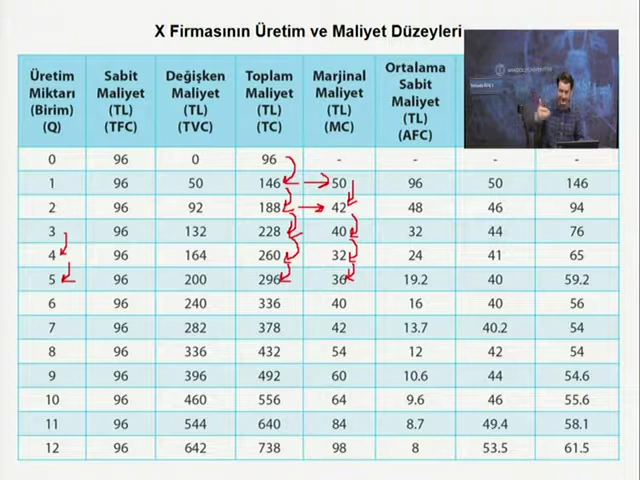 X Firmasının Üretim ve Maliyet Düzeyleri
Üretim Miktarı (Birim) (Q) | Sabit Maliyet (TL) (TFC) | Değişken Maliyet (TL) (TVC) | Toplam Maliyet (TL) (TC) | Marjinal Maliyet (TL) (MC) | Ortalama Sabit Maliyet (TL) (AFC)
0 96 0 96 - - - -
1 96 50 146 50 96 50 146
2 96 92 188 42 48 46 94
3 96 132 228 40 32 44 76
4 96 164 260 32 24 41 65
5 96 200 296 36 19.2 40 59.2
6 96 240 336 40 16 40 56
7 96 282 378 42 13.7 40.2 54
8 96 336 432 54 12 42 54
9 96 396 492 60 10.6 44 54.6
10 96 460 556 64 9.6 46 55.6
11 96 544 640 84 8.7 49.4 58.1
12 96 642 738 98 8 53.5 61.5